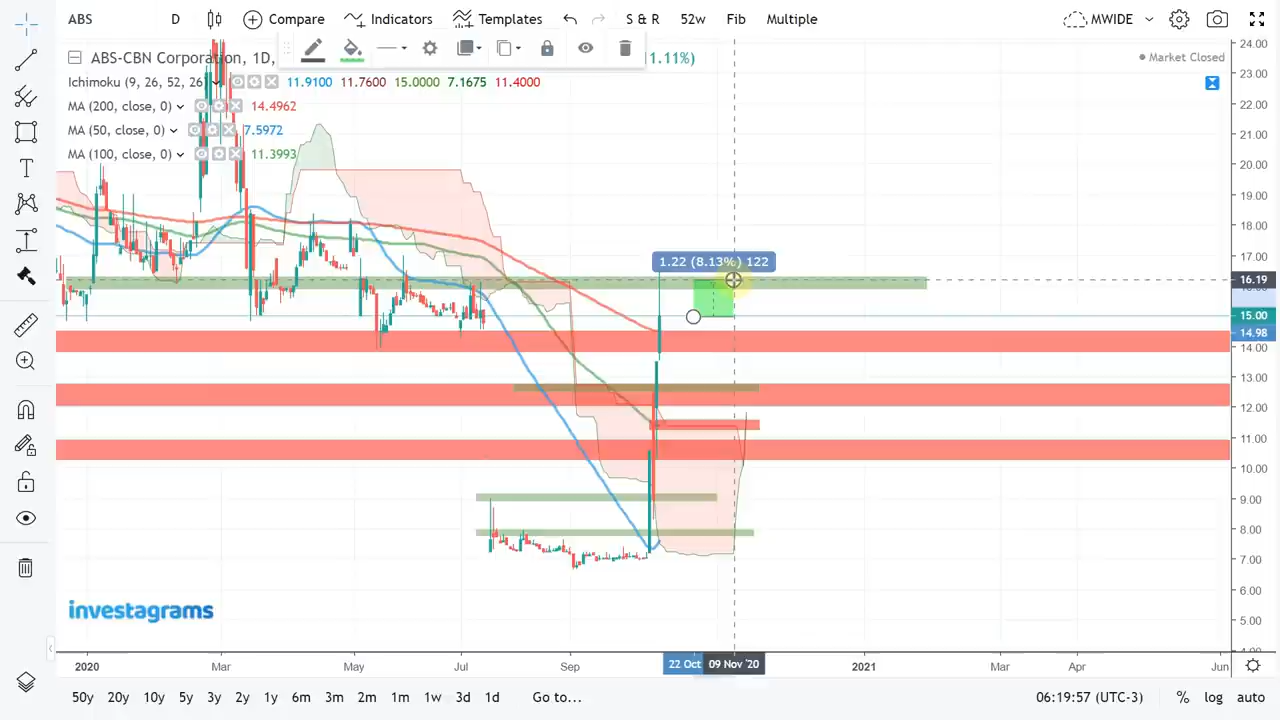 ABS D Compare Indicators Templates S & R 52w Fib Multiple MWIDE
ABS-CBN Corporation, 1D, 1.11%) Market Closed
Ichimoku (9, 26, 52, 26) 11.9100 11.7600 15.0000 7.1675 11.4000
MA (200, close, 0) 14.4962
MA (50, close, 0) 7.5972
MA (100, close, 0) 11.3993
1.22 (8.13%) 122
24.00
23.00
22.00
21.00
20.00
19.00
18.00
17.00
16.19
15.00
14.98
14.00
13.00
12.00
11.00
10.00
9.00
8.00
7.00
6.00
5.00
investagrams
2020 Mar May Jul Sep 22 Oct 09 Nov '20 2021 Mar Apr Jun
50y 20y 10y 5y 3y 2y 1y 6m 3m 2m 1m 1w 3d 1d Go to... 06:19:57 (UTC-3) % log auto